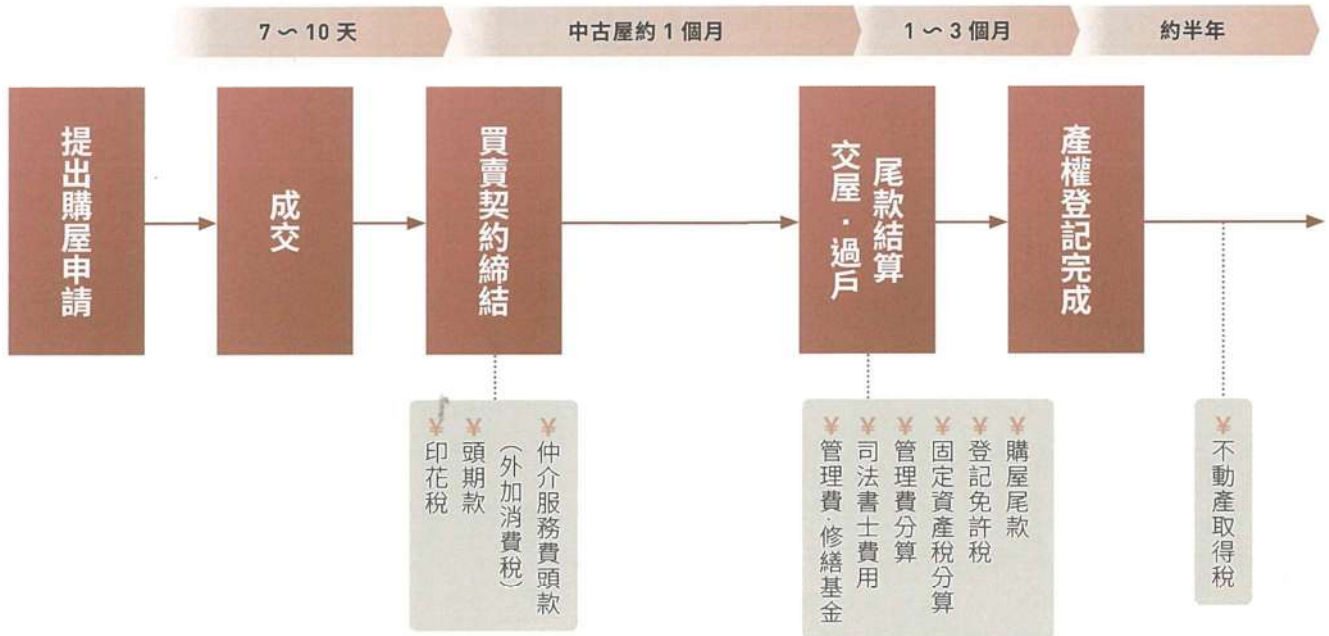 7～10 天
中古屋約 1 個月
1～3 個月
約半年
提出購屋申請
成交
買賣契約締結
尾款結算
交屋．過戶
產權登記完成
¥ 仲介服務費頭款
（外加消費稅）
¥ 頭期款
¥ 印花稅
¥ 購屋尾款
¥ 登記免許稅
¥ 固定資產稅分算
¥ 管理費分算
¥ 司法書士費用
¥ 管理費．修繕基金
¥ 不動產取得稅